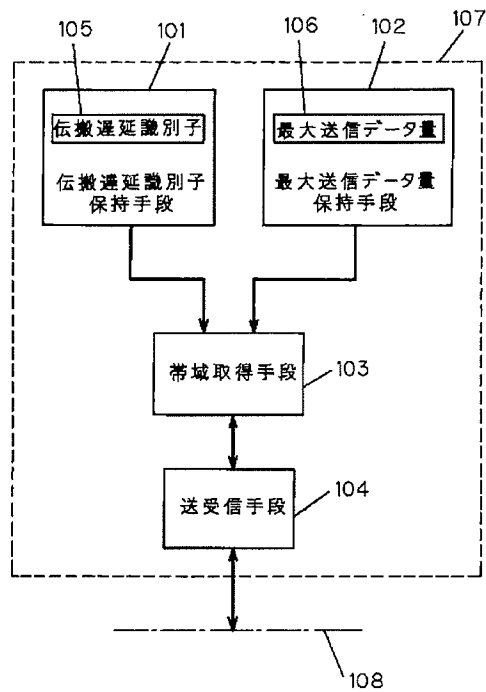 105
101
102
107
106
伝搬遅延識別子
伝搬遅延識別子
保持手段
最大送信データ量
最大送信データ量
保持手段
帯域取得手段
103
送受信手段
104
108